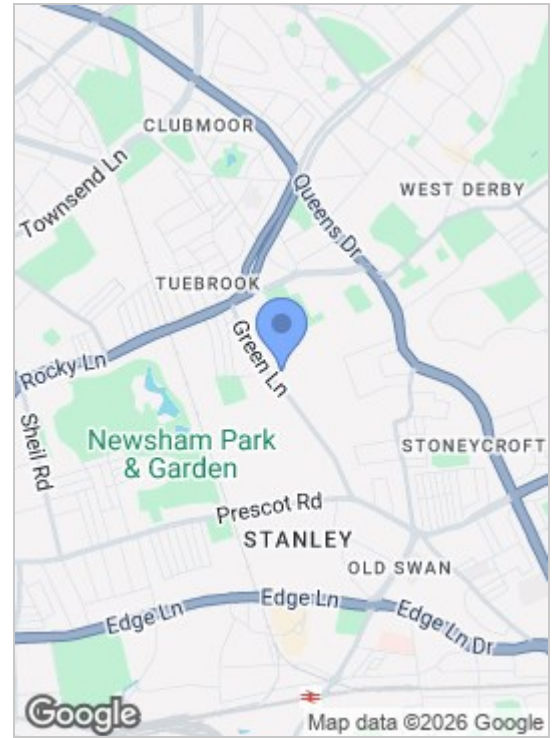 CLUBMOOR
Townsend Ln
Queens Dr
WEST DERBY
TUEBROOK
Green Ln
Rocky Ln
Sheil Rd
Newsham Park
& Garden
STONEYCROFT
Prescot Rd
STANLEY
OLD SWAN
Edge Ln
Edge Ln
Edge Ln Dr
Google
Map data ©2026 Google